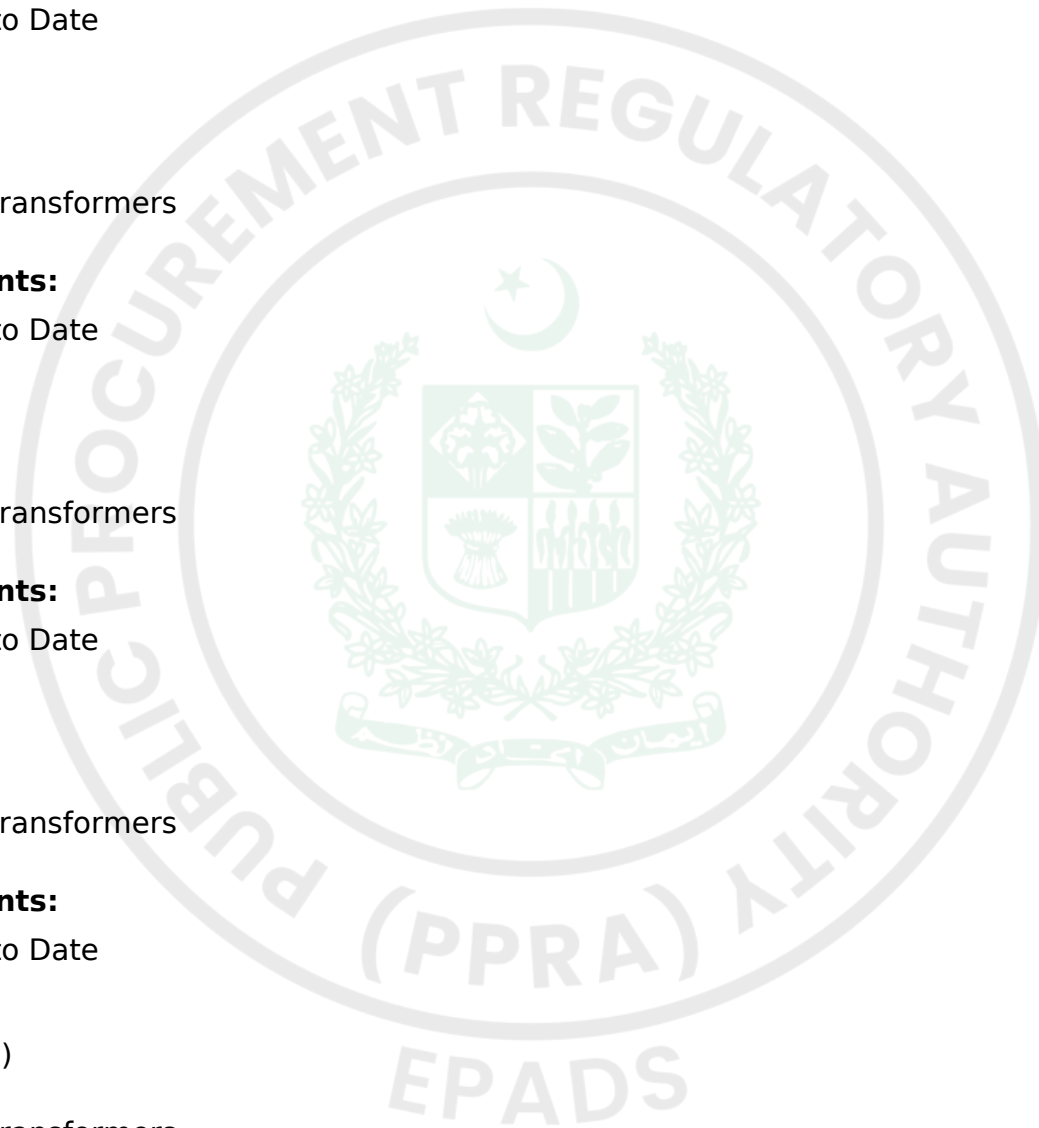 to Date
PUBLIC PROCUREMENT REGULATORY AUTHORITY
ransformers
nts:
to Date
ransformers
nts:
to Date
ransformers
nts:
to Date
(PPRA)
)
EPADS
ransformers